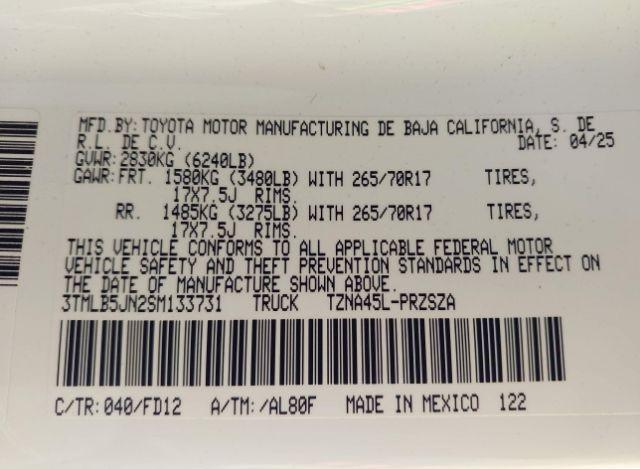 MFD.BY:TOYOTA MOTOR MANUFACTURING DE BAJA CALIFORNIA, S. DE
R.L. DE C.V. DATE: 04/25
GVWR:2830KG (6240LB)
GAWR:FRT. 1580KG (3480LB) WITH 265/70R17 TIRES,
17X7.5J RIMS.
RR. 1485KG (3275LB) WITH 265/70R17 TIRES,
17X7.5J RIMS.
THIS VEHICLE CONFORMS TO ALL APPLICABLE FEDERAL MOTOR
VEHICLE SAFETY AND THEFT PREVENTION STANDARDS IN EFFECT ON
THE DATE OF MANUFACTURE SHOWN ABOVE.
3TMLB5JN2SM133731 TRUCK TZNA45L-PRZSZA
C/TR:040/FD12 A/TM:/AL80F MADE IN MEXICO 122